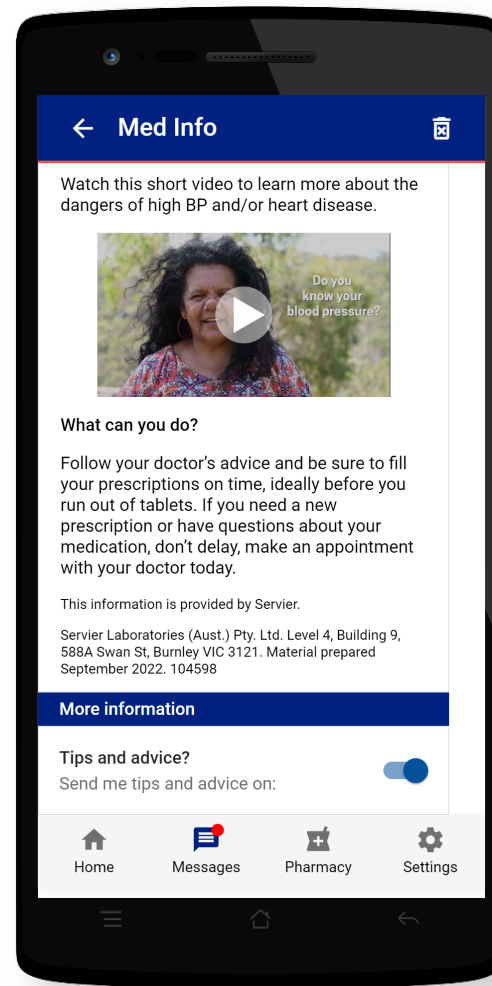 Med Info
Watch this short video to learn more about the
dangers of high BP and/or heart disease.
Do you
know your
blood pressure?
What can you do?
Follow your doctor’s advice and be sure to fill
your prescriptions on time, ideally before you
run out of tablets. If you need a new
prescription or have questions about your
medication, don’t delay, make an appointment
with your doctor today.
This information is provided by Servier.
Servier Laboratories (Aust.) Pty. Ltd. Level 4, Building 9,
588A Swan St, Burnley VIC 3121. Material prepared
September 2022. 104598
More information
Tips and advice?
Send me tips and advice on:
Home
Messages
Pharmacy
Settings